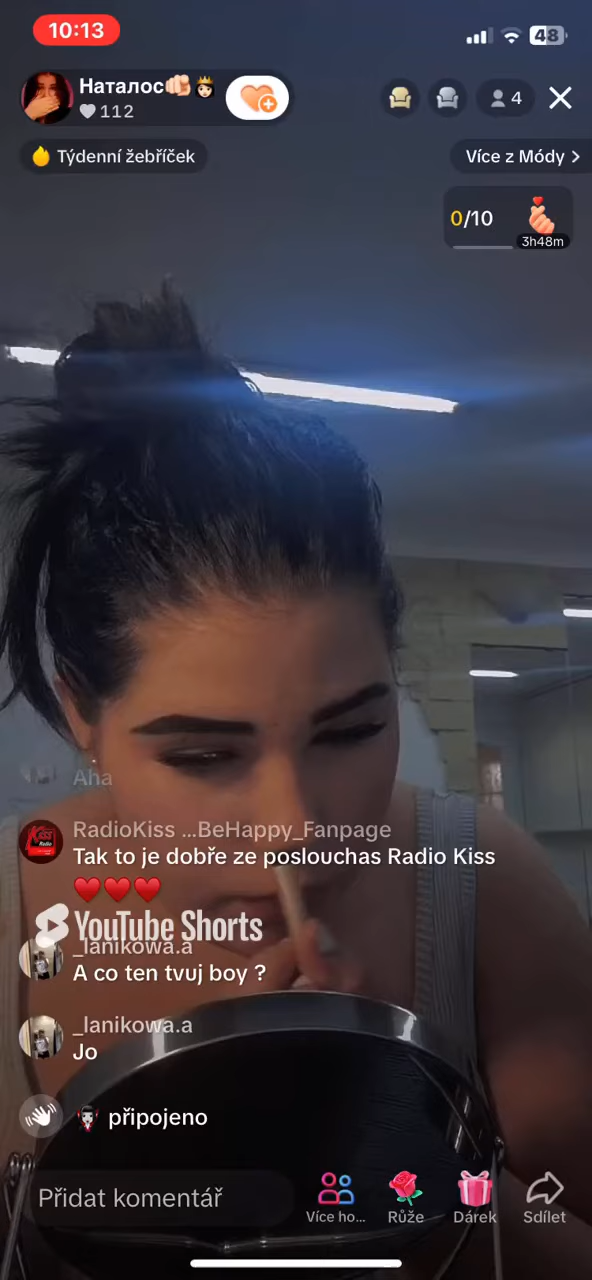 10:13
48
Наталос🫵🏻👸🏻
112
4
Týdenní žebříček
Více z Módy >
0/10
3h48m
Aha
RadioKiss ...BeHappy_Fanpage
Tak to je dobře ze poslouchas Radio Kiss
♥️♥️♥️
YouTube Shorts
_lanikowa.a
A co ten tvuj boy ?
_lanikowa.a
Jo
připojeno
Přidat komentář
Více ho...
Růže
Dárek
Sdílet